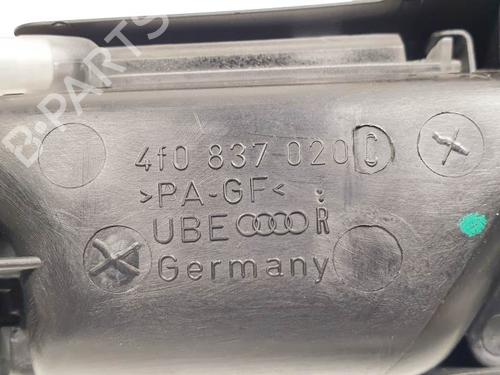 B-PARTS
4f0 837 020 C
>PA-GF<
UBE R
Germany